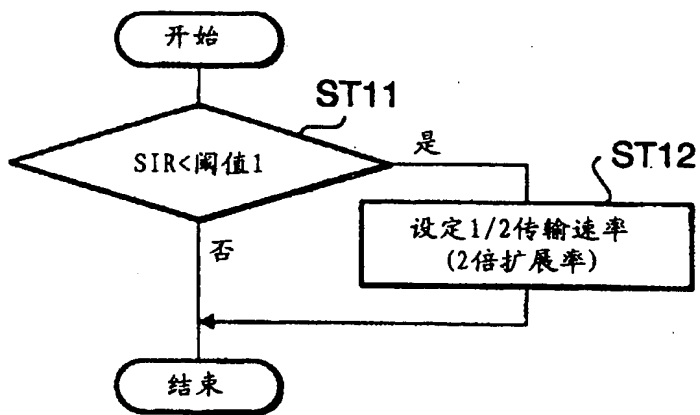 开始
ST11
SIR<阈值1
是
ST12
设定1/2传输速率
(2倍扩展率)
否
结束